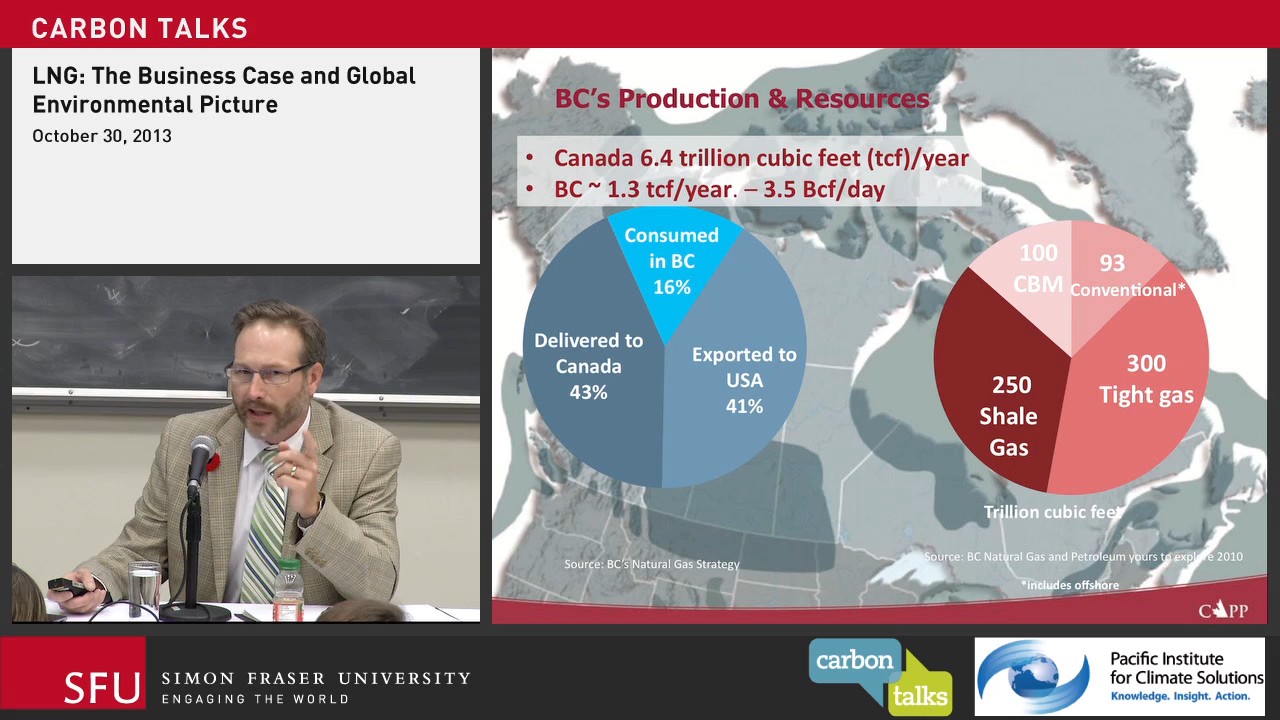 CARBON TALKS
LNG: The Business Case and Global
Environmental Picture
October 30, 2013
BC's Production & Resources
• Canada 6.4 trillion cubic feet (tcf)/year
• BC ~ 1.3 tcf/year. – 3.5 Bcf/day
Consumed
in BC
16%
Delivered to
Canada
43%
Exported to
USA
41%
100
CBM
93
Conventional*
300
Tight gas
250
Shale
Gas
Trillion cubic feet
Source: BC's Natural Gas Strategy
Source: BC Natural Gas and Petroleum yours to explore 2010
*includes offshore
CAPP
SFU
SIMON FRASER UNIVERSITY
ENGAGING THE WORLD
carbon
talks
Pacific Institute
for Climate Solutions
Knowledge. Insight. Action.